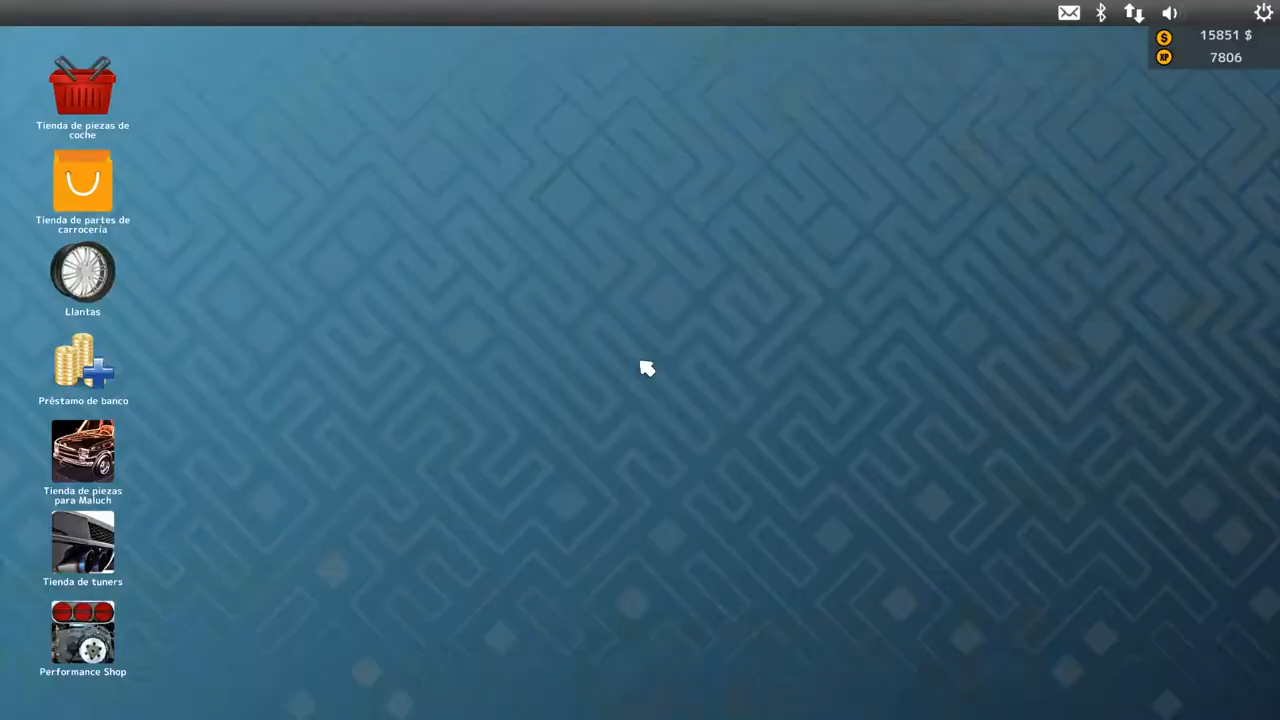 15851 $
7806
Tienda de piezas de
coche
Tienda de partes de
carrocería
Llantas
Préstamo de banco
Tienda de piezas
para Maluch
Tienda de tuners
Performance Shop